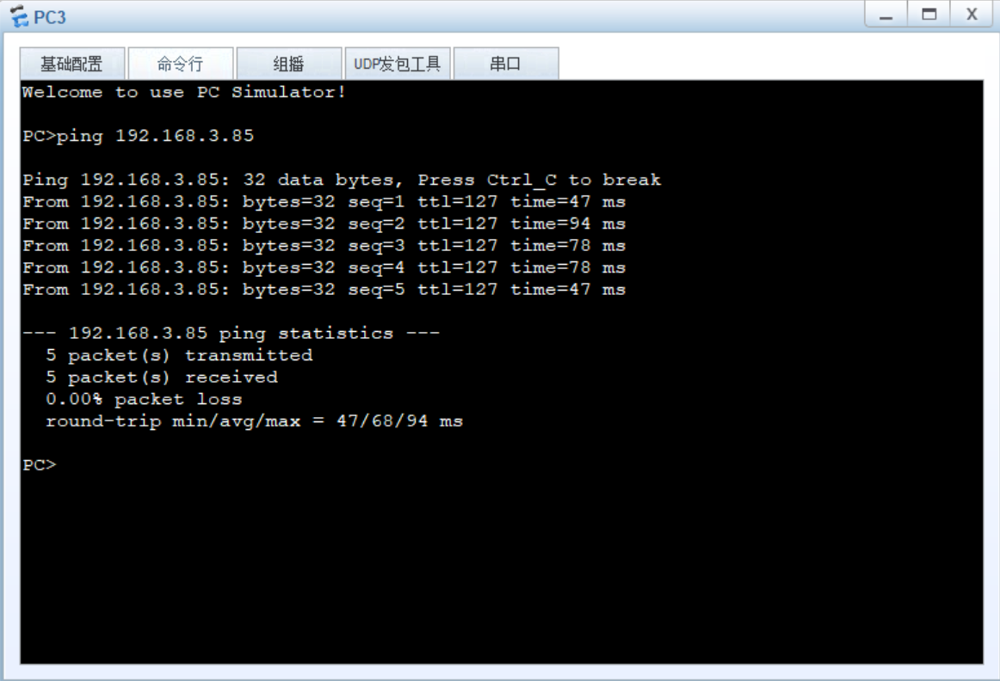 PC3
基础配置 命令行 组播 UDP发包工具 串口
Welcome to use PC Simulator!
PC>ping 192.168.3.85
Ping 192.168.3.85: 32 data bytes, Press Ctrl_C to break
From 192.168.3.85: bytes=32 seq=1 ttl=127 time=47 ms
From 192.168.3.85: bytes=32 seq=2 ttl=127 time=94 ms
From 192.168.3.85: bytes=32 seq=3 ttl=127 time=78 ms
From 192.168.3.85: bytes=32 seq=4 ttl=127 time=78 ms
From 192.168.3.85: bytes=32 seq=5 ttl=127 time=47 ms
--- 192.168.3.85 ping statistics ---
5 packet(s) transmitted
5 packet(s) received
0.00% packet loss
round-trip min/avg/max = 47/68/94 ms
PC>